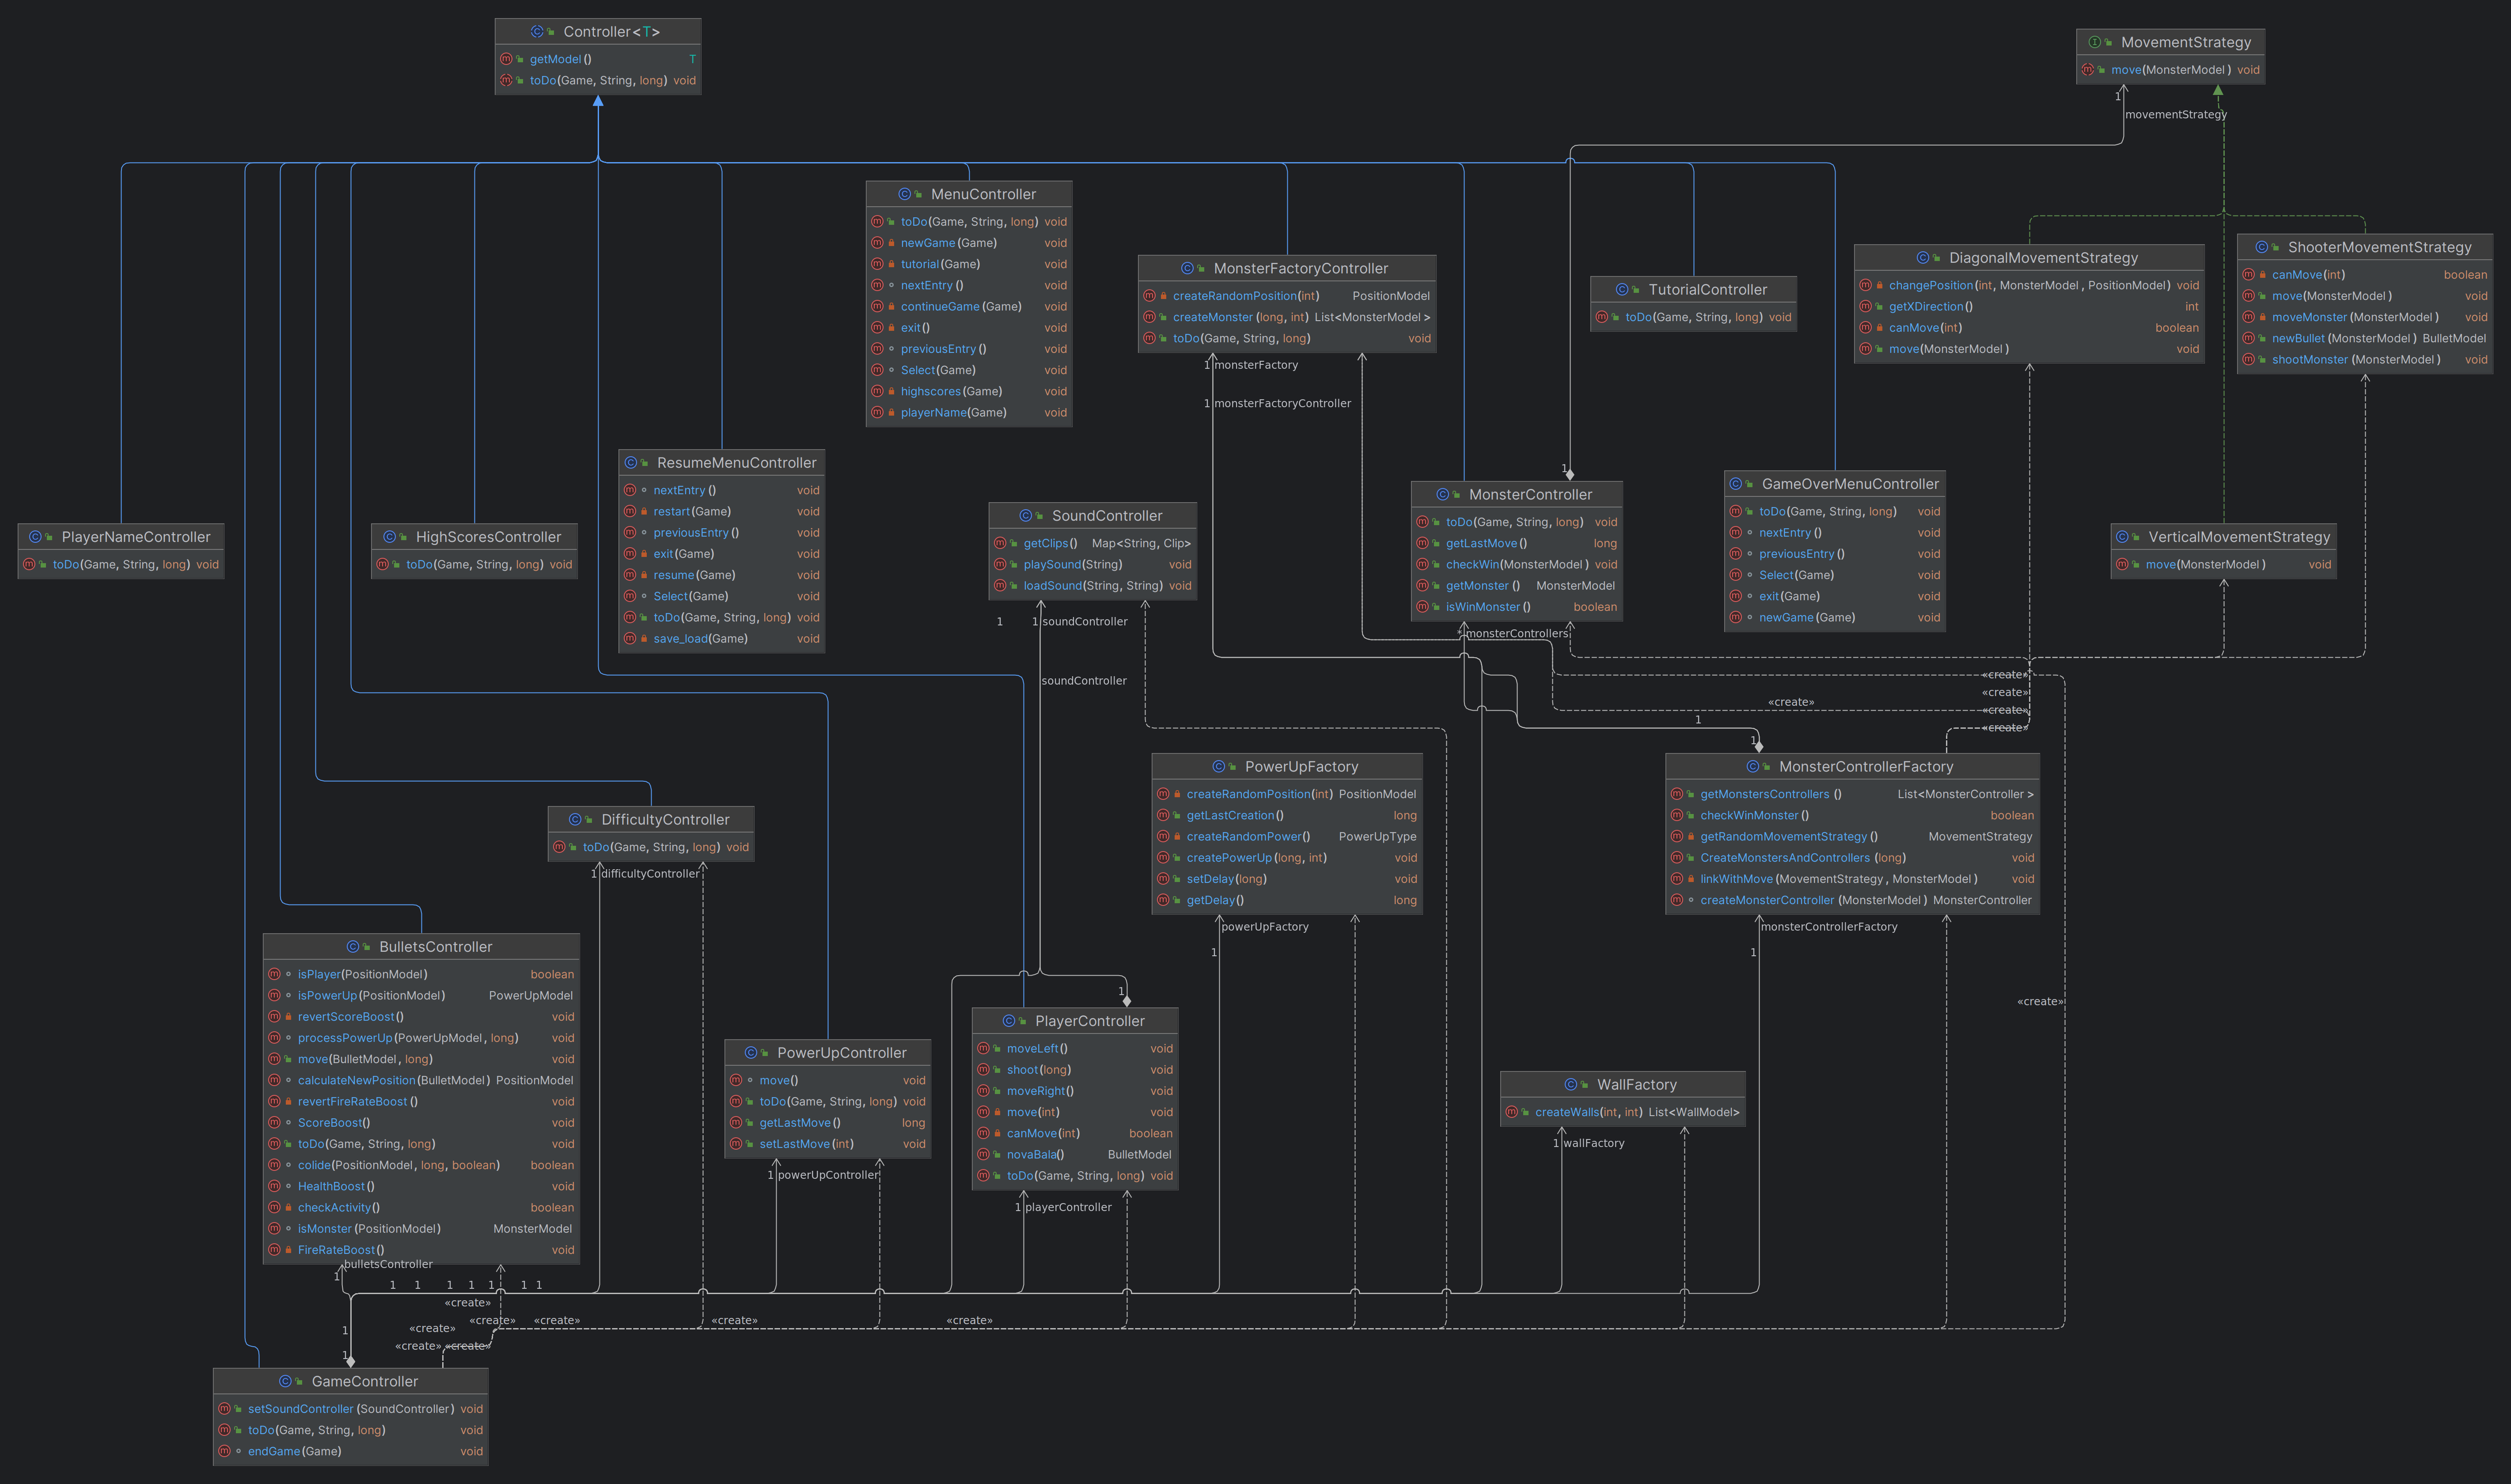 Controller<T>
getModel() T
toDo(Game, String, long) void
MovementStrategy
move(MonsterModel) void
1
movementStrategy
MenuController
toDo(Game, String, long) void
newGame(Game) void
tutorial(Game) void
nextEntry() void
continueGame(Game) void
exit() void
previousEntry() void
Select(Game) void
highscores(Game) void
playerName(Game) void
MonsterFactoryController
createRandomPosition(int) PositionModel
createMonster(long, int) List<MonsterModel>
toDo(Game, String, long) void
1 monsterFactory
1 monsterFactoryController
TutorialController
toDo(Game, String, long) void
DiagonalMovementStrategy
changePosition(int, MonsterModel, PositionModel) void
getXDirection() int
canMove(int) boolean
move(MonsterModel) void
ShooterMovementStrategy
canMove(int) boolean
move(MonsterModel) void
moveMonster(MonsterModel) void
newBullet(MonsterModel) BulletModel
shootMonster(MonsterModel) void
ResumeMenuController
nextEntry() void
restart(Game) void
previousEntry() void
exit(Game) void
resume(Game) void
Select(Game) void
toDo(Game, String, long) void
save_load(Game) void
PlayerNameController
toDo(Game, String, long) void
HighScoresController
toDo(Game, String, long) void
SoundController
getClips() Map<String, Clip>
playSound(String) void
loadSound(String, String) void
1
1 soundController
soundController
1
MonsterController
toDo(Game, String, long) void
getLastMove() long
checkWin(MonsterModel) void
getMonster() MonsterModel
isWinMonster() boolean
* monsterControllers
GameOverMenuController
toDo(Game, String, long) void
nextEntry() void
previousEntry() void
Select(Game) void
exit(Game) void
newGame(Game) void
VerticalMovementStrategy
move(MonsterModel) void
«create»
«create»
«create»
«create»
«create»
1
1
PowerUpFactory
createRandomPosition(int) PositionModel
getLastCreation() long
createRandomPower() PowerUpType
createPowerUp(long, int) void
setDelay(long) void
getDelay() long
powerUpFactory
1
MonsterControllerFactory
getMonstersControllers() List<MonsterController>
checkWinMonster() boolean
getRandomMovementStrategy() MovementStrategy
CreateMonstersAndControllers(long) void
linkWithMove(MovementStrategy, MonsterModel) void
createMonsterController(MonsterModel) MonsterController
monsterControllerFactory
1
«create»
DifficultyController
toDo(Game, String, long) void
1 difficultyController
BulletsController
isPlayer(PositionModel) boolean
isPowerUp(PositionModel) PowerUpModel
revertScoreBoost() void
processPowerUp(PowerUpModel, long) void
move(BulletModel, long) void
calculateNewPosition(BulletModel) PositionModel
revertFireRateBoost() void
ScoreBoost() void
toDo(Game, String, long) void
colide(PositionModel, long, boolean) boolean
HealthBoost() void
checkActivity() boolean
isMonster(PositionModel) MonsterModel
FireRateBoost() void
bulletsController
1
PowerUpController
move() void
toDo(Game, String, long) void
getLastMove() long
setLastMove(int) void
1 powerUpController
1
PlayerController
moveLeft() void
shoot(long) void
moveRight() void
move(int) void
canMove(int) boolean
novaBala() BulletModel
toDo(Game, String, long) void
1 playerController
WallFactory
createWalls(int, int) List<WallModel>
1 wallFactory
1 1 1 1 1 1 1
«create»
«create» «create» «create» «create»
«create»
«create» «create»
1
1
GameController
setSoundController(SoundController) void
toDo(Game, String, long) void
endGame(Game) void